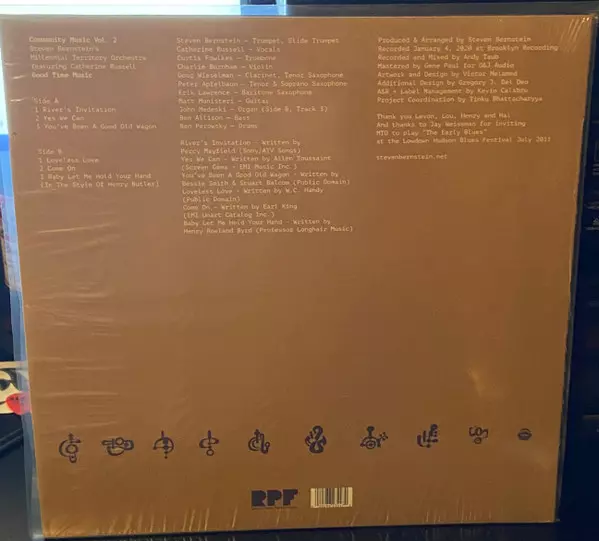 Community Music Vol. 2
Steven Bernstein's
Millennial Territory Orchestra
Featuring Catherine Russell
Good Time Music
Side A
1 River's Invitation
2 Yes We Can
3 You've Been A Good Old Wagon
Side B
1 Loveless Love
2 Come On
3 Baby Let Me Hold Your Hand
(In The Style Of Henry Butler)
Steven Bernstein — Trumpet, Slide Trumpet
Catherine Russell — Vocals
Curtis Fowlkes — Trombone
Charlie Burnham — Violin
Doug Wieselman — Clarinet, Tenor Saxophone
Peter Apfelbaum — Tenor & Soprano Saxophone
Erik Lawrence — Baritone Saxophone
Matt Munisteri — Guitar
John Medeski — Organ (Side B, Track 1)
Ben Allison — Bass
Ben Perowsky — Drums
River's Invitation - Written by
Percy Mayfield (Sony/ATV Songs)
Yes We Can — Written by Allen Toussaint
(Screen Gems - EMI Music Inc.)
You've Been A Good Old Wagon - Written by
Bessie Smith & Stuart Balcom (Public Domain)
Loveless Love — Written by W.C. Handy
(Public Domain)
Come On — Written by Earl King
(EMI Unart Catalog Inc.)
Baby Let Me Hold Your Hand — Written by
Henry Roeland Byrd (Professor Longhair Music)
Produced & Arranged by Steven Bernstein
Recorded January 4, 2020 at Brooklyn Recording
Recorded and Mixed by Andy Taub
Mastered by Gene Paul for G&J Audio
Artwork and Design by Victor Melamed
Additional Design by Gregory J.
A&R + Label Management by Kevin Calabro
Project Coordination by Tinku Bhattacharyya
Thank you Levon, Lou, Henry and Hal
And thanks to Jay Weissman for inviting
MTO to play "The Early Blues"
at the Lowdown Hudson Blues Festival July 2017
stevenbernstein.net
RPF